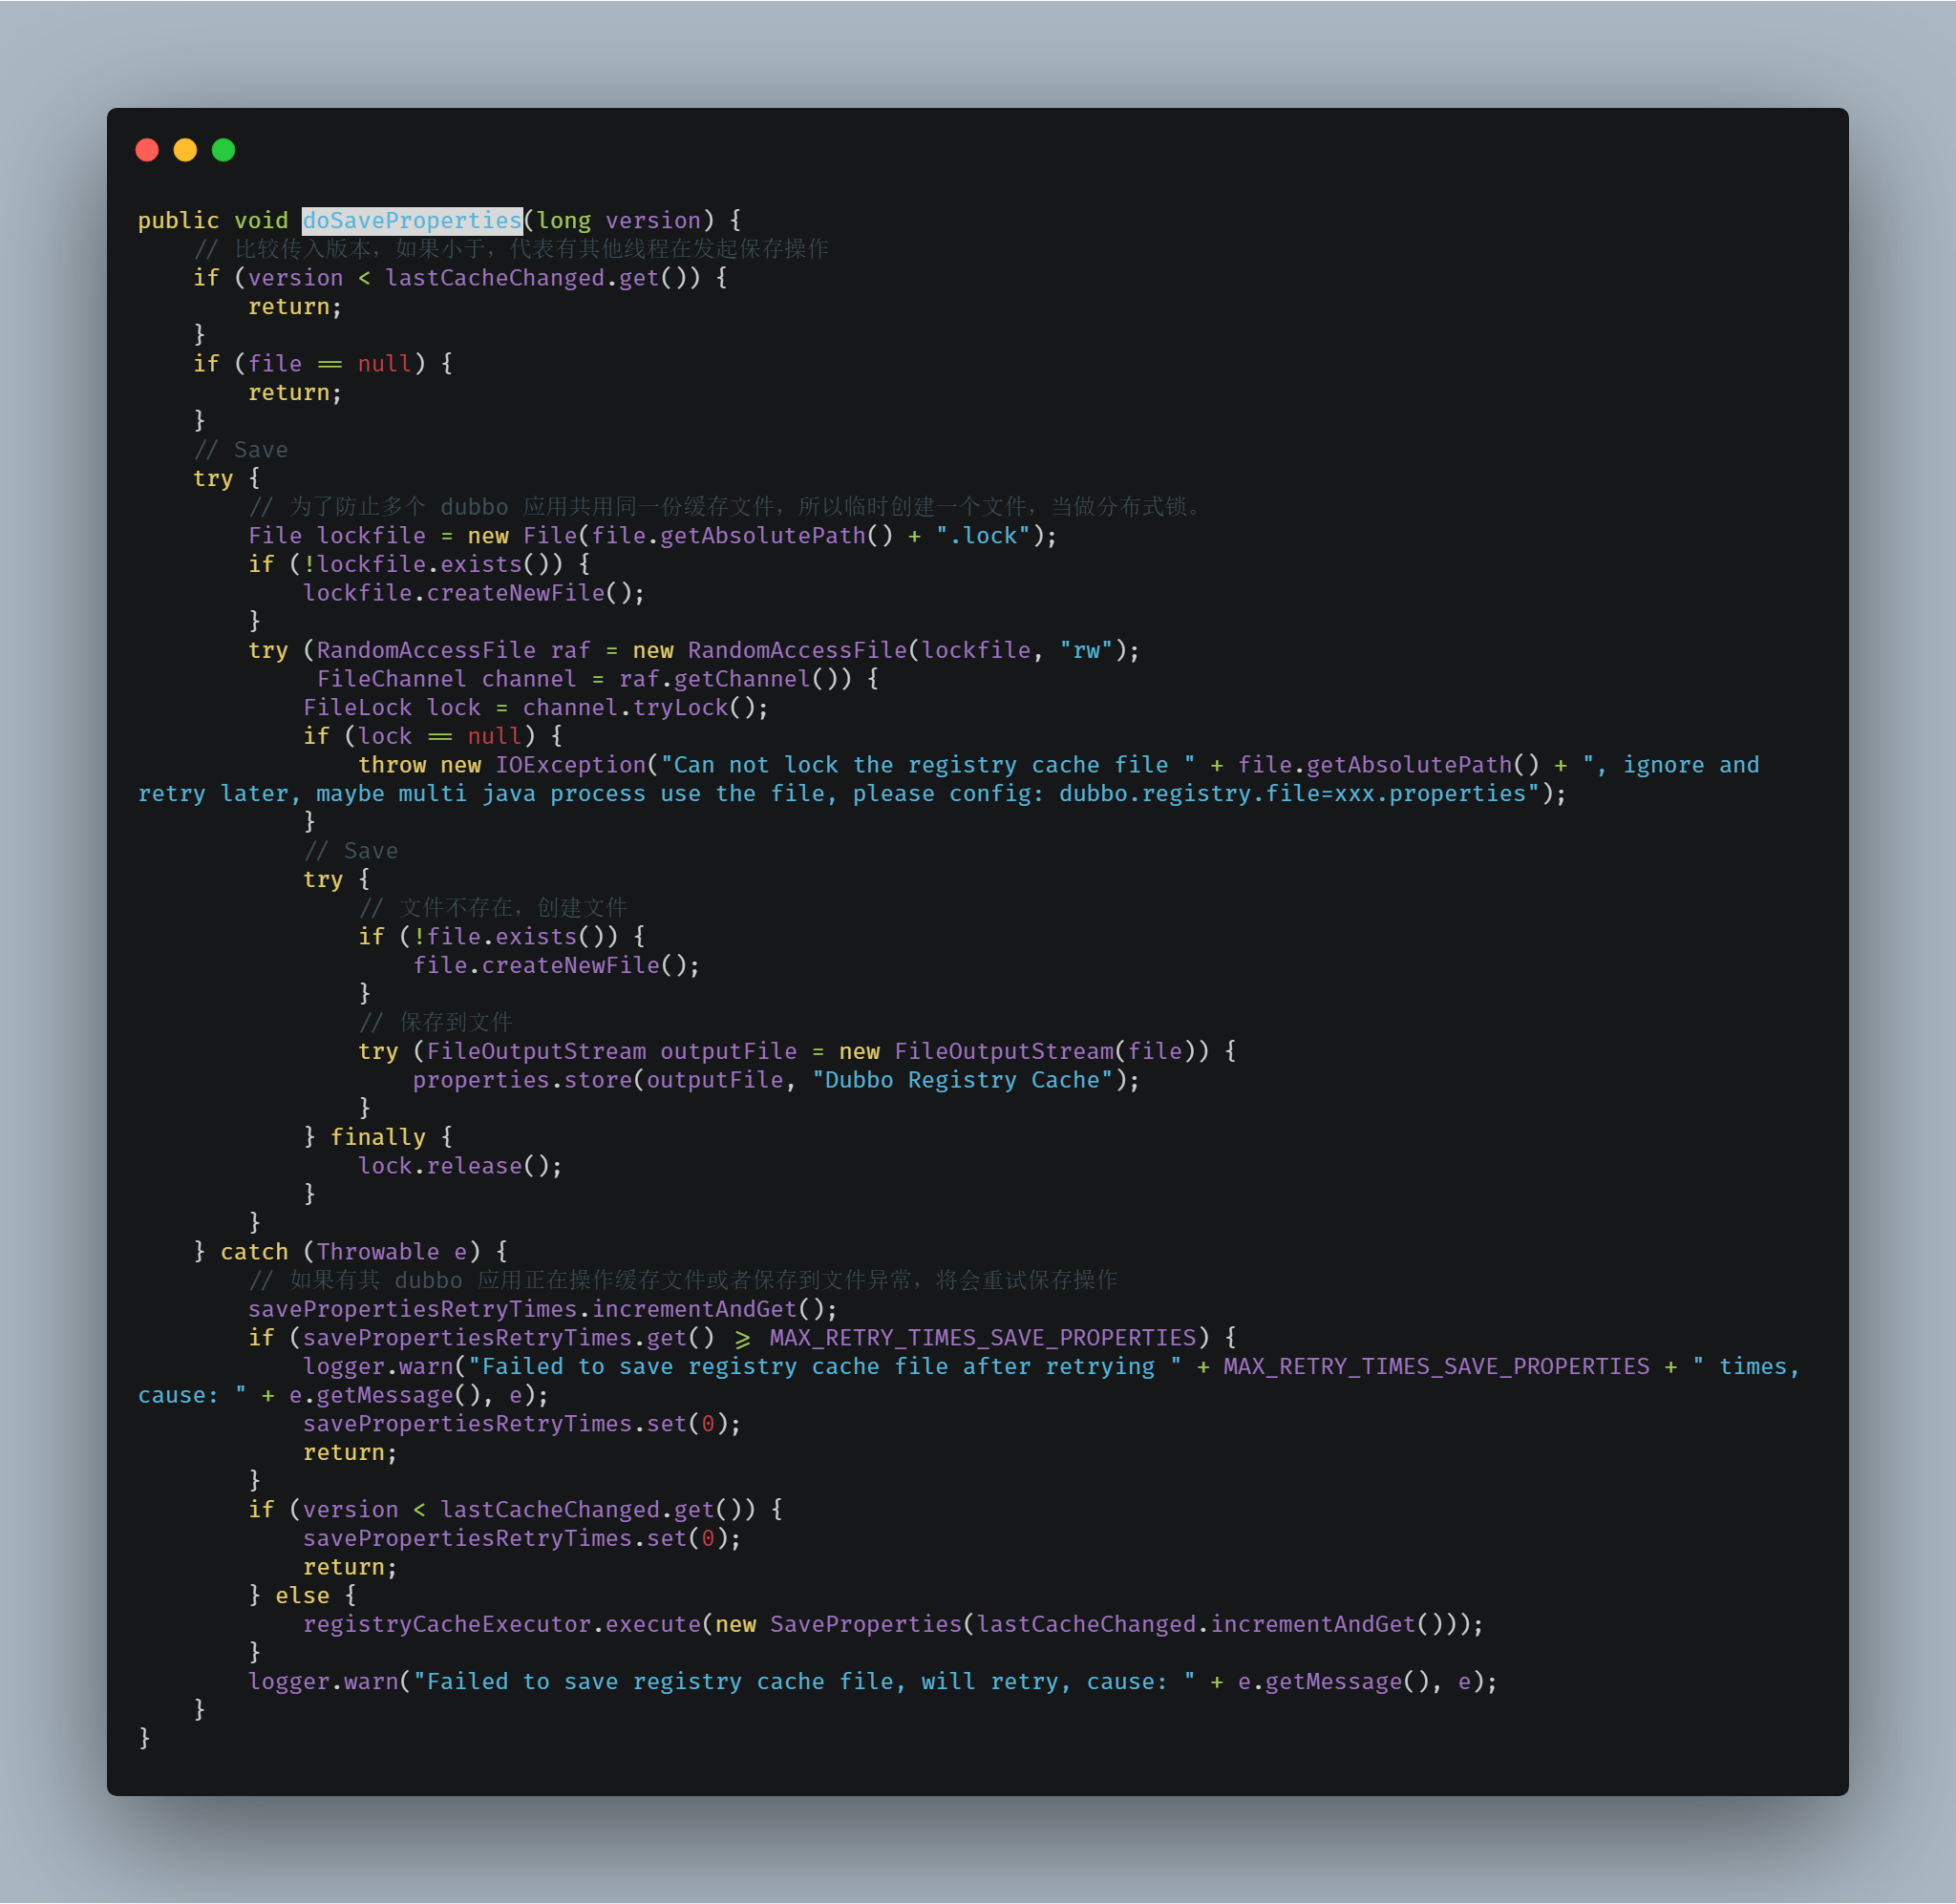 public void doSaveProperties(long version) {
    // 比较传入版本，如果小于，代表有其他线程在发起保存操作
    if (version < lastCacheChanged.get()) {
        return;
    }
    if (file == null) {
        return;
    }
    // Save
    try {
        // 为了防止多个 dubbo 应用共用同一份缓存文件，所以临时创建一个文件，当做分布式锁。
        File lockfile = new File(file.getAbsolutePath() + ".lock");
        if (!lockfile.exists()) {
            lockfile.createNewFile();
        }
        try (RandomAccessFile raf = new RandomAccessFile(lockfile, "rw");
             FileChannel channel = raf.getChannel()) {
            FileLock lock = channel.tryLock();
            if (lock == null) {
                throw new IOException("Can not lock the registry cache file " + file.getAbsolutePath() + ", ignore and
retry later, maybe multi java process use the file, please config: dubbo.registry.file=xxx.properties");
            }
            // Save
            try {
                // 文件不存在，创建文件
                if (!file.exists()) {
                    file.createNewFile();
                }
                // 保存到文件
                try (FileOutputStream outputFile = new FileOutputStream(file)) {
                    properties.store(outputFile, "Dubbo Registry Cache");
                }
            } finally {
                lock.release();
            }
        }
    } catch (Throwable e) {
        // 如果有其 dubbo 应用正在操作缓存文件或者保存到文件异常，将会重试保存操作
        savePropertiesRetryTimes.incrementAndGet();
        if (savePropertiesRetryTimes.get() >= MAX_RETRY_TIMES_SAVE_PROPERTIES) {
            logger.warn("Failed to save registry cache file after retrying " + MAX_RETRY_TIMES_SAVE_PROPERTIES + " times,
cause: " + e.getMessage(), e);
            savePropertiesRetryTimes.set(0);
            return;
        }
        if (version < lastCacheChanged.get()) {
            savePropertiesRetryTimes.set(0);
            return;
        } else {
            registryCacheExecutor.execute(new SaveProperties(lastCacheChanged.incrementAndGet()));
        }
        logger.warn("Failed to save registry cache file, will retry, cause: " + e.getMessage(), e);
    }
}